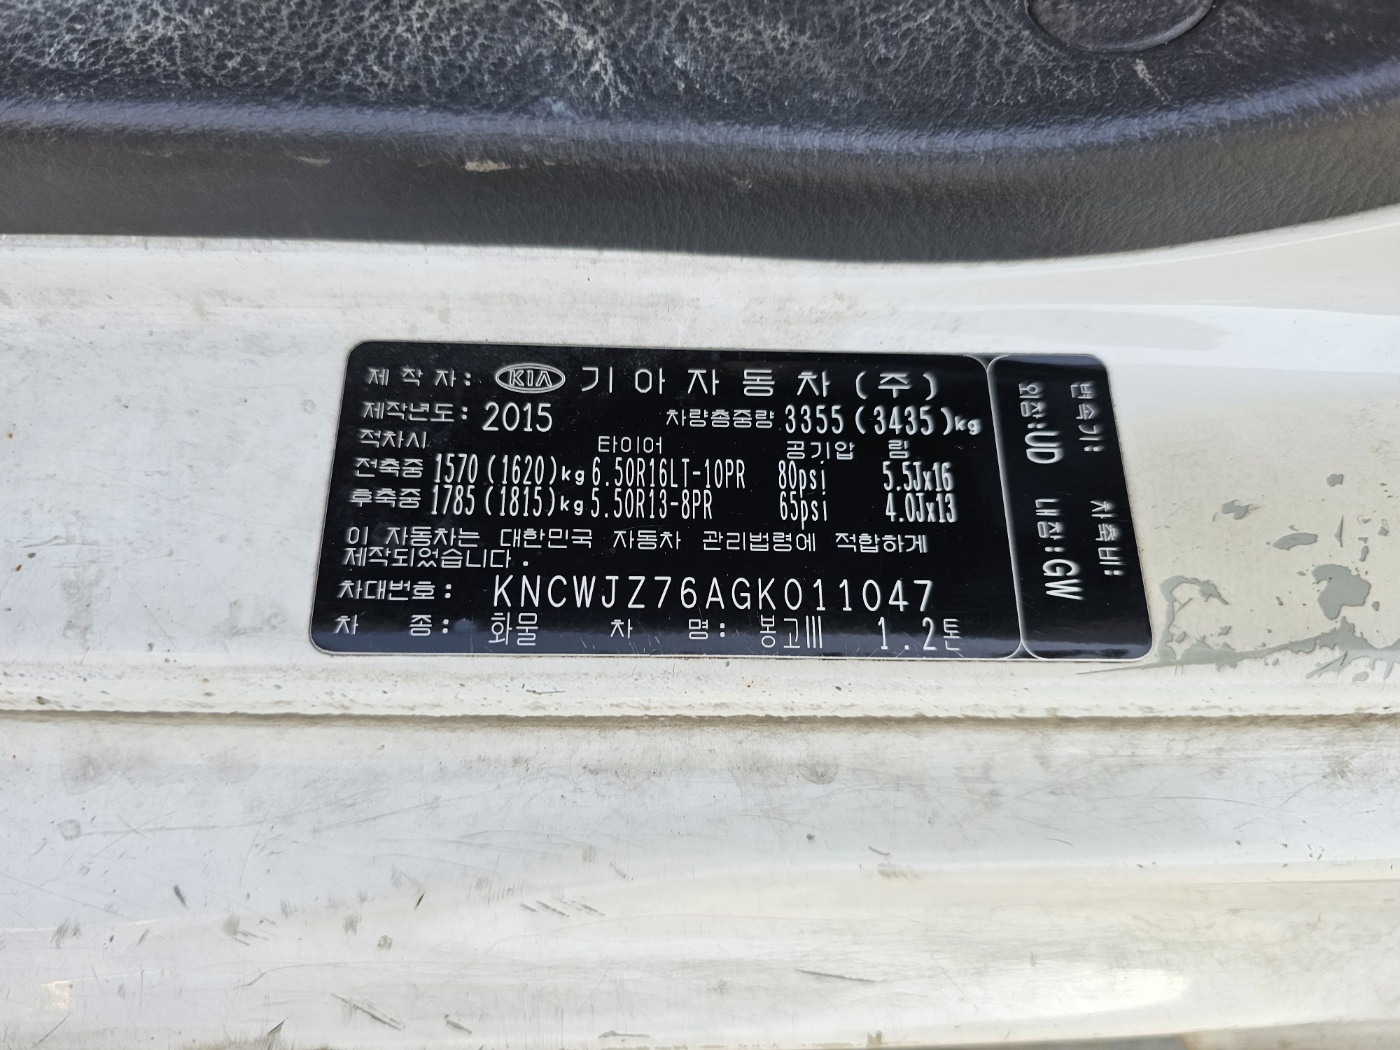 제 작 자: KIA 기아자동차(주)
제작년도: 2015 차량총중량 3355(3435)kg
적차시 타이어 공기압 림
전축중 1570(1620)kg 6.50R16LT-10PR 80psi 5.5Jx16
후축중 1785(1815)kg 5.50R13-8PR 65psi 4.0Jx13
이 자동차는 대한민국 자동차 관리법령에 적합하게
제작되었습니다.
차대번호: KNCWJZ76AGK011047
차 종: 화물 차 명: 봉고Ⅲ 1.2톤
변속기: 차축비:
외장:UD 내장:GW